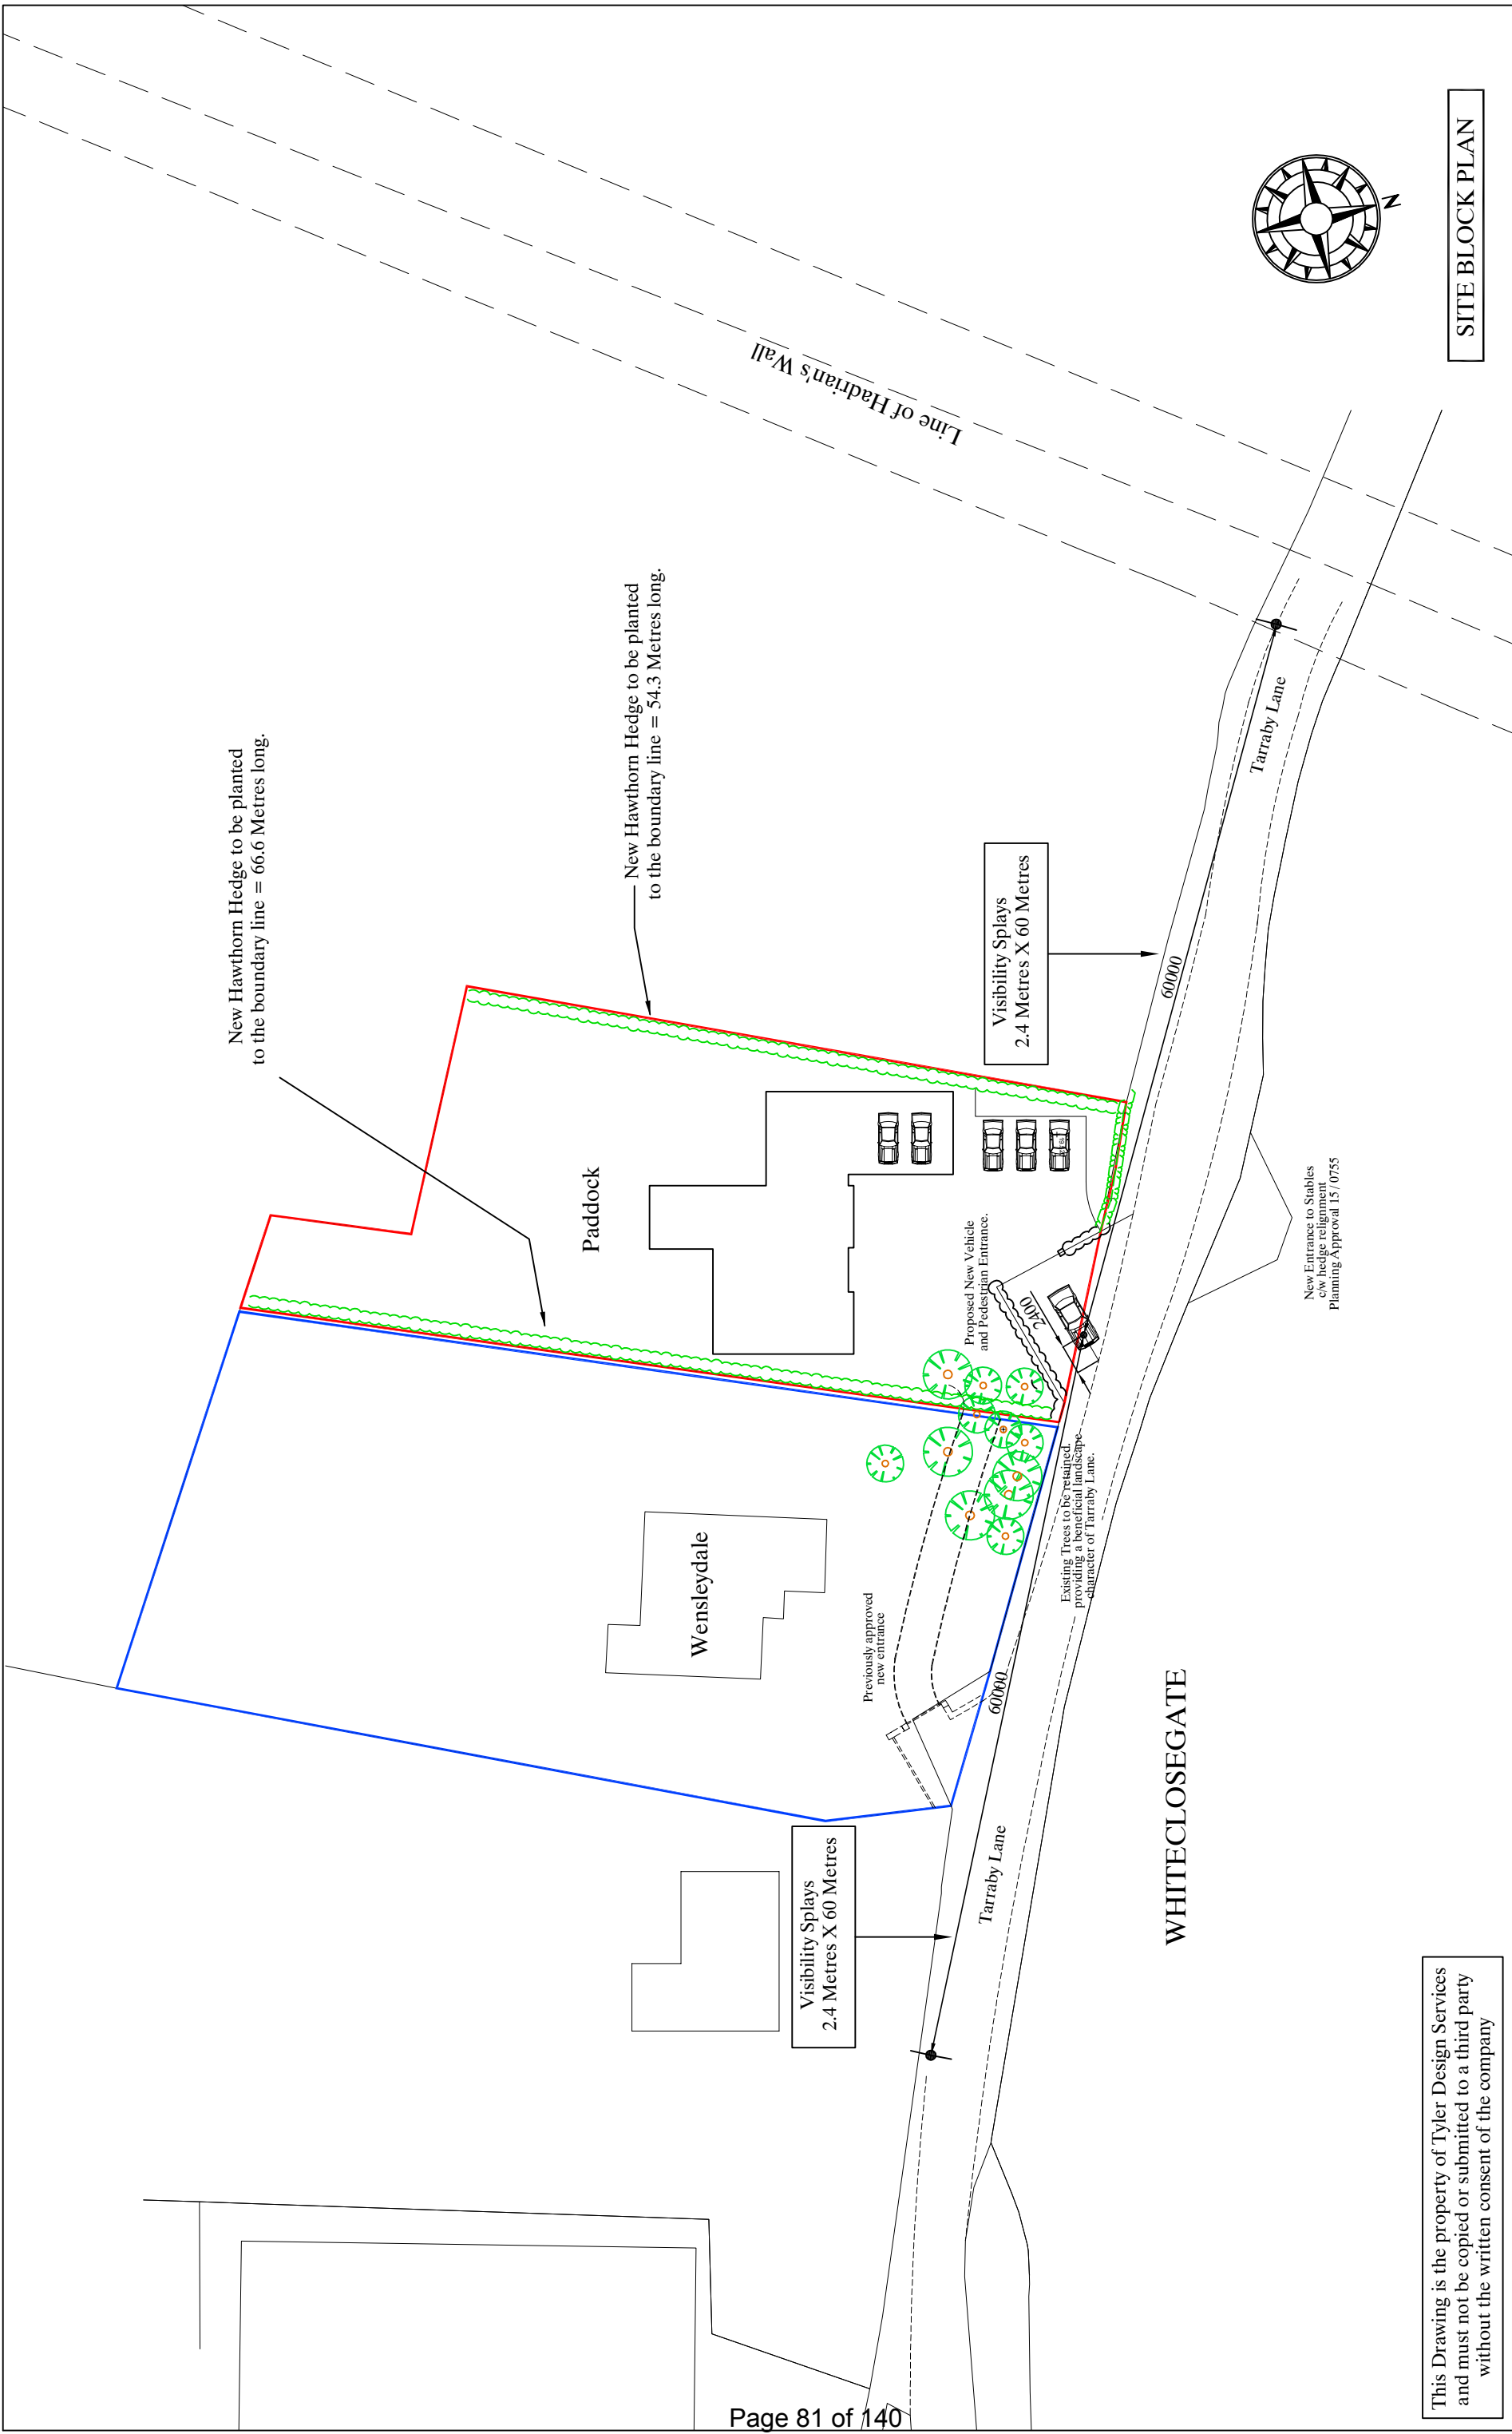 New Hawthorn Hedge to be planted
to the boundary line = 66.6 Metres long.
New Hawthorn Hedge to be planted
to the boundary line = 54.3 Metres long.
Line of Hadrian's Wall
N
SITE BLOCK PLAN
Paddock
Wensleydale
Visibility Splays
2.4 Metres X 60 Metres
60000
Tarraby Lane
Proposed New Vehicle
and Pedestrian Entrance.
2400
New Entrance to Stables
c/w hedge relignment
Planning Approval 15 / 0755
Existing Trees to be retained.
providing a beneficial landscape
character of Tarraby Lane.
Previously approved
new entrance
60000
Visibility Splays
2.4 Metres X 60 Metres
Tarraby Lane
WHITECLOSEGATE
This Drawing is the property of Tyler Design Services
and must not be copied or submitted to a third party
without the written consent of the company
Page 81 of 140